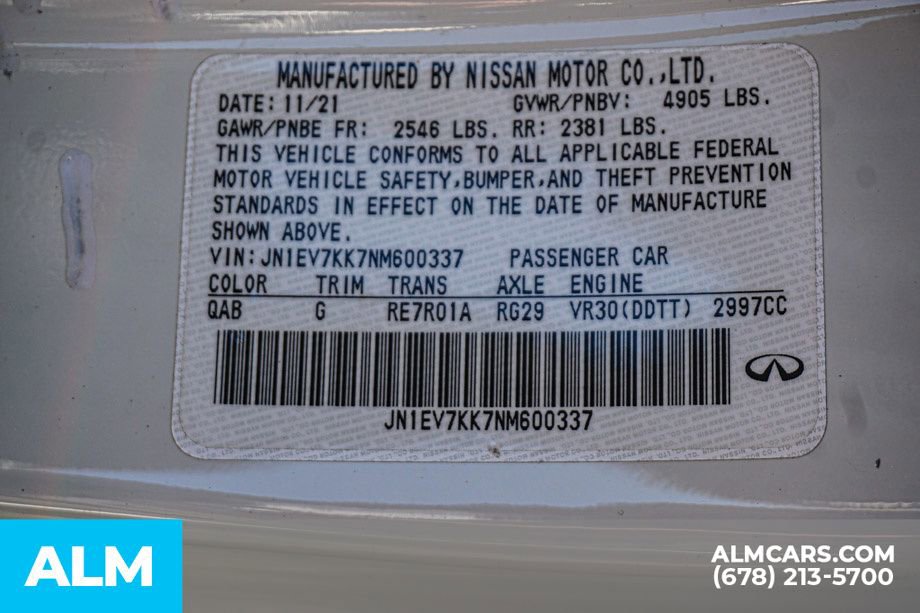 MANUFACTURED BY NISSAN MOTOR CO.,LTD.
DATE: 11/21 GVWR/PNBV: 4905 LBS.
GAWR/PNBE FR: 2546 LBS. RR: 2381 LBS.
THIS VEHICLE CONFORMS TO ALL APPLICABLE FEDERAL
MOTOR VEHICLE SAFETY,BUMPER,AND THEFT PREVENTION
STANDARDS IN EFFECT ON THE DATE OF MANUFACTURE
SHOWN ABOVE.
VIN:JN1EV7KK7NM600337 PASSENGER CAR
COLOR TRIM TRANS AXLE ENGINE
QAB G RE7R01A RG29 VR30(DDTT) 2997CC
JN1EV7KK7NM600337
ALM
ALMCARS.COM
(678) 213-5700